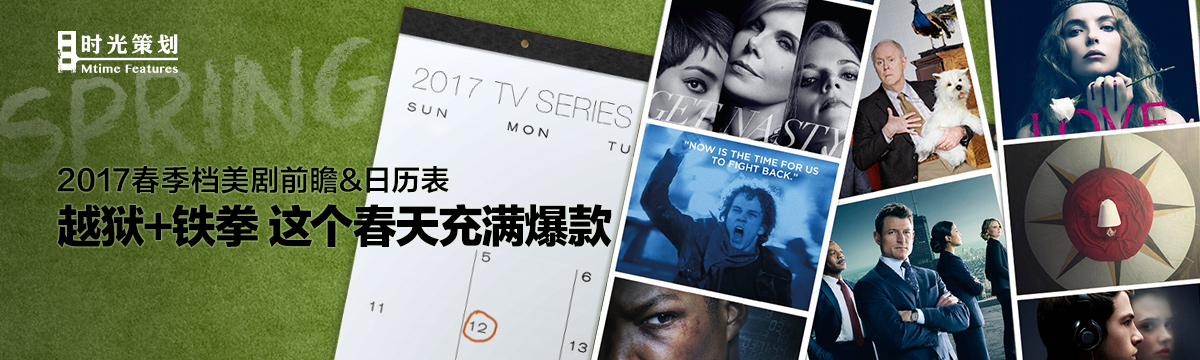 时光策划
Mtime Features
SPRING
2017春季档美剧前瞻&日历表
越狱+铁拳 这个春天充满爆款
2017 TV SERIES
SUN
MON
TU
5
6
11
12
13
GET NASTY
"NOW IS THE TIME FOR US
TO FIGHT BACK."
LOVE